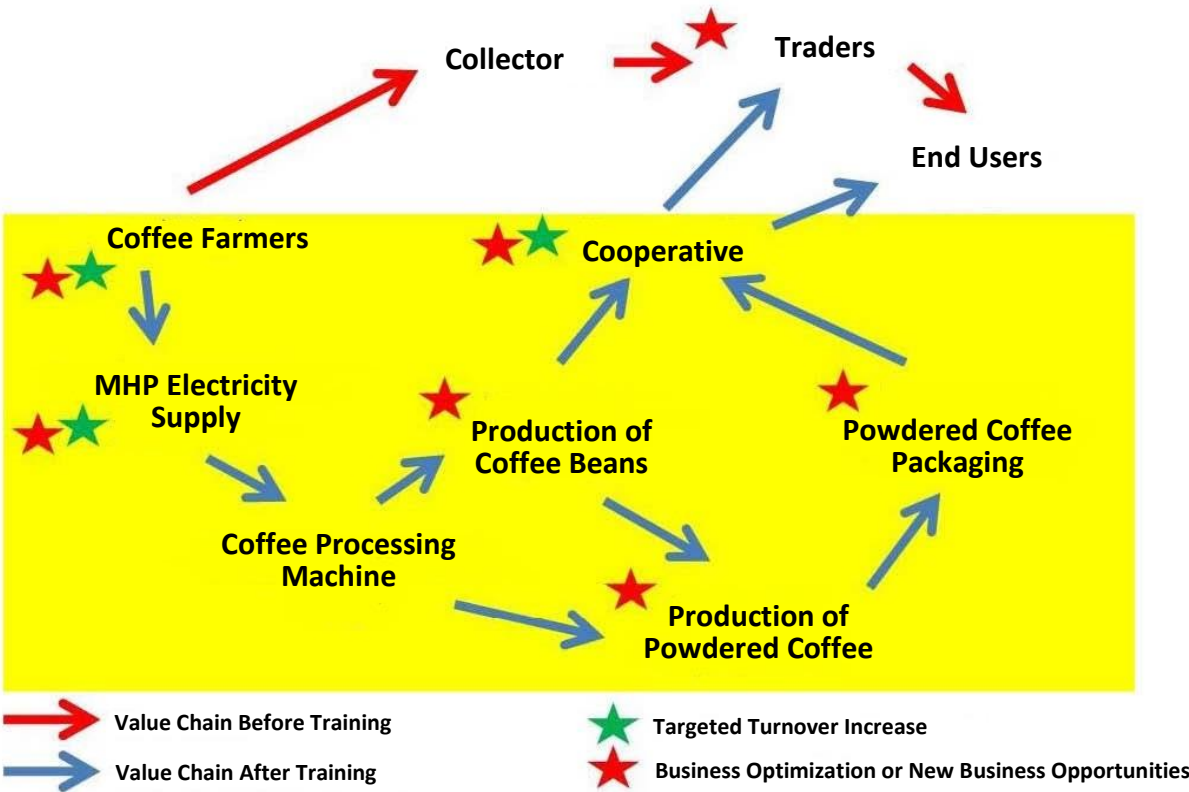 Collector
Traders
End Users
Coffee Farmers
Cooperative
MHP Electricity
Supply
Production of
Coffee Beans
Powdered Coffee
Packaging
Coffee Processing
Machine
Production of
Powdered Coffee
Value Chain Before Training
Targeted Turnover Increase
Value Chain After Training
Business Optimization or New Business Opportunities